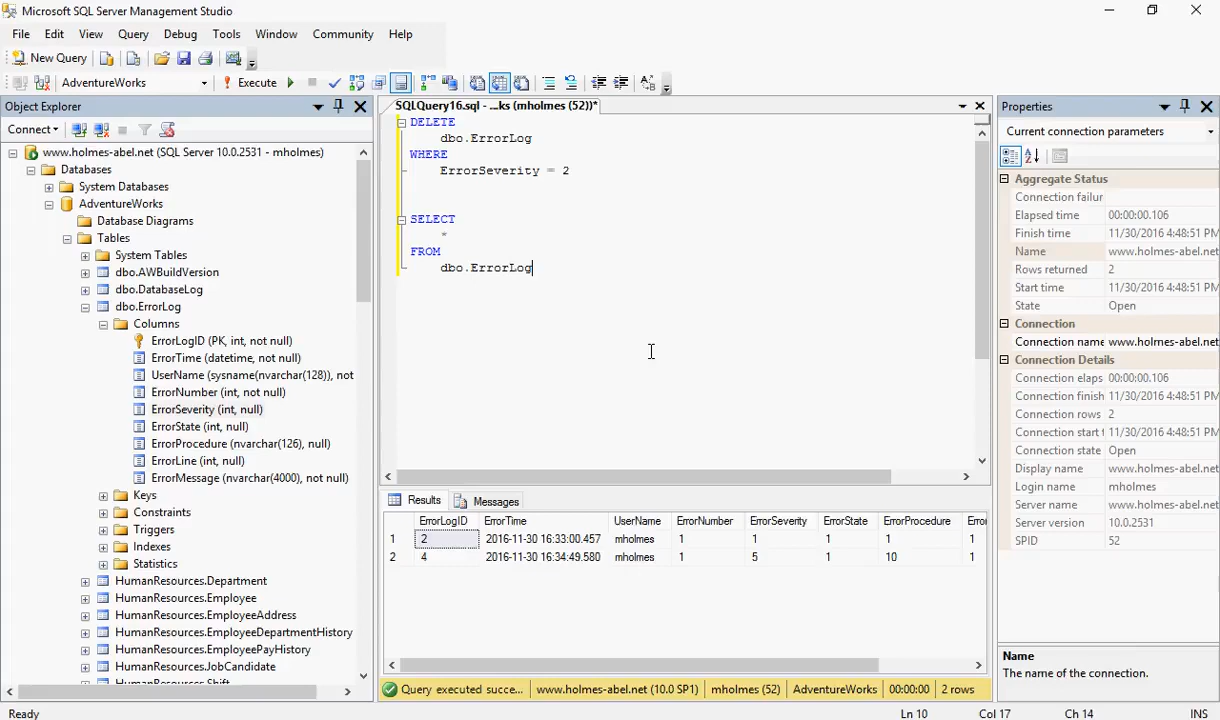 Microsoft SQL Server Management Studio
File Edit View Query Debug Tools Window Community Help
New Query
AdventureWorks Execute
Object Explorer
Connect
www.holmes-abel.net (SQL Server 10.0.2531 - mholmes)
Databases
System Databases
AdventureWorks
Database Diagrams
Tables
System Tables
dbo.AWBuildVersion
dbo.DatabaseLog
dbo.ErrorLog
Columns
ErrorLogID (PK, int, not null)
ErrorTime (datetime, not null)
UserName (sysname(nvarchar(128)), not
ErrorNumber (int, not null)
ErrorSeverity (int, null)
ErrorState (int, null)
ErrorProcedure (nvarchar(126), null)
ErrorLine (int, null)
ErrorMessage (nvarchar(4000), not null)
Keys
Constraints
Triggers
Indexes
Statistics
HumanResources.Department
HumanResources.Employee
HumanResources.EmployeeAddress
HumanResources.EmployeeDepartmentHistory
HumanResources.EmployeePayHistory
HumanResources.JobCandidate
HumanResources.Shift
SQLQuery16.sql - ...ks (mholmes (52))*
DELETE
dbo.ErrorLog
WHERE
ErrorSeverity = 2
SELECT
*
FROM
dbo.ErrorLog
Results Messages
ErrorLogID ErrorTime UserName ErrorNumber ErrorSeverity ErrorState ErrorProcedure Error
1 2 2016-11-30 16:33:00.457 mholmes 1 1 1 1 1
2 4 2016-11-30 16:34:49.580 mholmes 1 5 1 10 1
Query executed succe... www.holmes-abel.net (10.0 SP1) mholmes (52) AdventureWorks 00:00:00 2 rows
Properties
Current connection parameters
Aggregate Status
Connection failur
Elapsed time 00:00:00.106
Finish time 11/30/2016 4:48:51 PM
Name www.holmes-abel.net
Rows returned 2
Start time 11/30/2016 4:48:51 PM
State Open
Connection
Connection name www.holmes-abel.net
Connection Details
Connection elaps 00:00:00.106
Connection finish 11/30/2016 4:48:51 PM
Connection rows 2
Connection start t 11/30/2016 4:48:51 PM
Connection state Open
Display name www.holmes-abel.net
Login name mholmes
Server name www.holmes-abel.net
Server version 10.0.2531
SPID 52
Name
The name of the connection.
Ready Ln 10 Col 17 Ch 14 INS